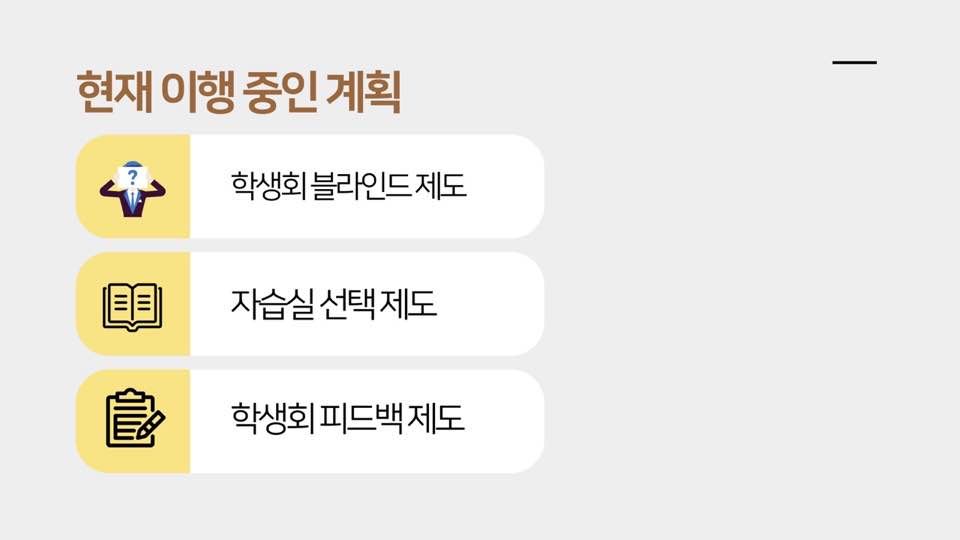 현재 이행 중인 계획
?
학생회 블라인드 제도
자습실 선택 제도
학생회 피드백 제도